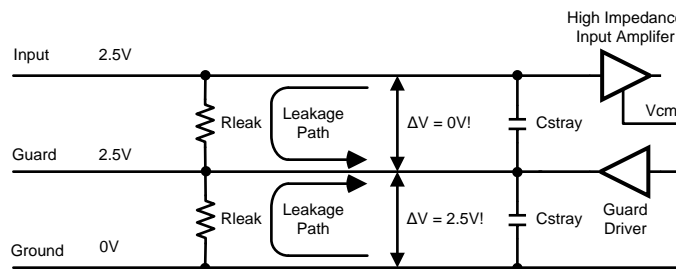 High Impedance
Input Amplifer
Input 2.5V
Rleak
Leakage
Path
ΔV = 0V!
Cstray
Vcm
Guard 2.5V
Rleak
Leakage
Path
ΔV = 2.5V!
Cstray
Guard
Driver
Ground 0V